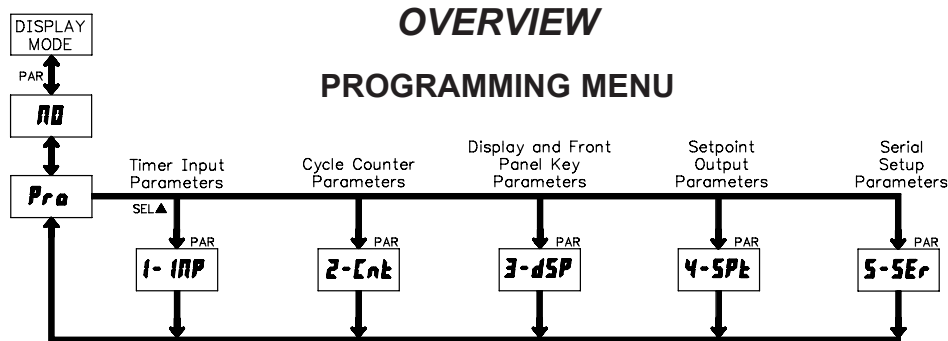 OVERVIEW
PROGRAMMING MENU
DISPLAY
MODE
PAR
NO
Pro
SEL▲
Timer Input
Parameters
Cycle Counter
Parameters
Display and Front
Panel Key
Parameters
Setpoint
Output
Parameters
Serial
Setup
Parameters
PAR
PAR
PAR
PAR
PAR
1-INP
2-Cnt
3-dSP
4-SPt
5-SEr